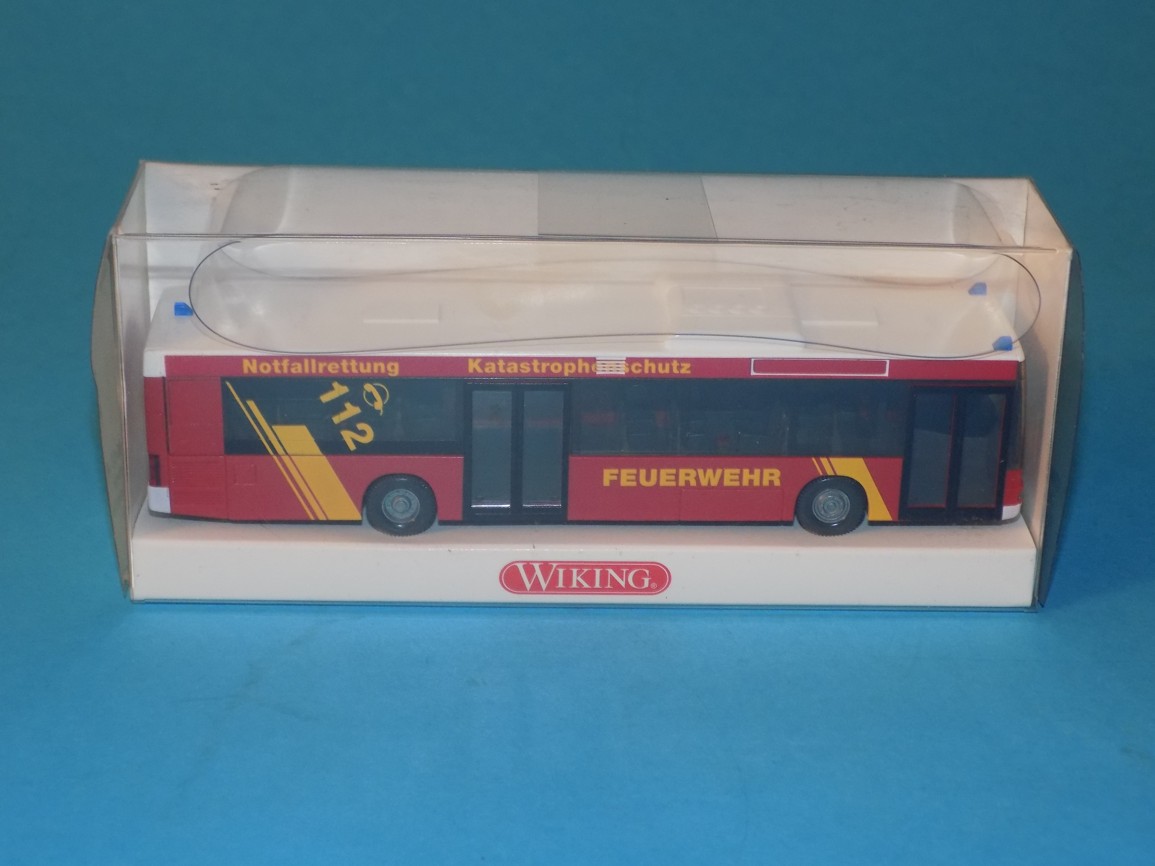 Notfallrettung Katastrophenschutz
112
FEUERWEHR
WIKING®